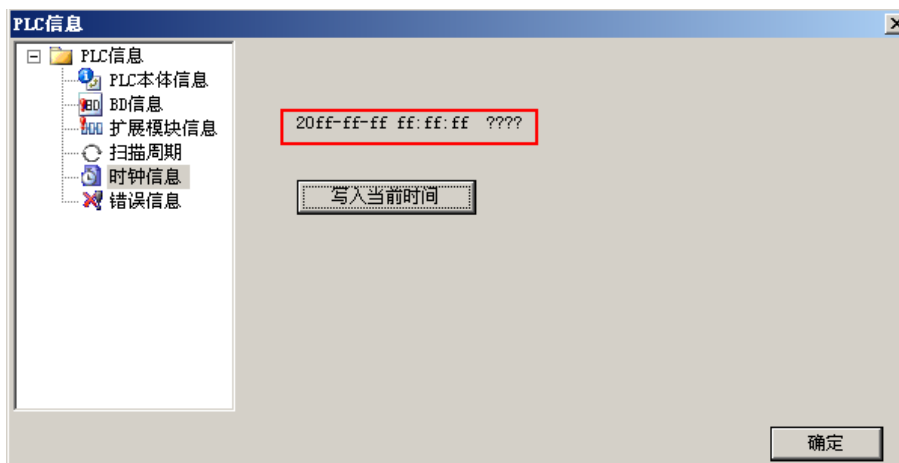 PLC信息
PLC信息
PLC本体信息
BD信息
扩展模块信息
扫描周期
时钟信息
错误信息
20ff-ff-ff ff:ff:ff ????
写入当前时间
确定